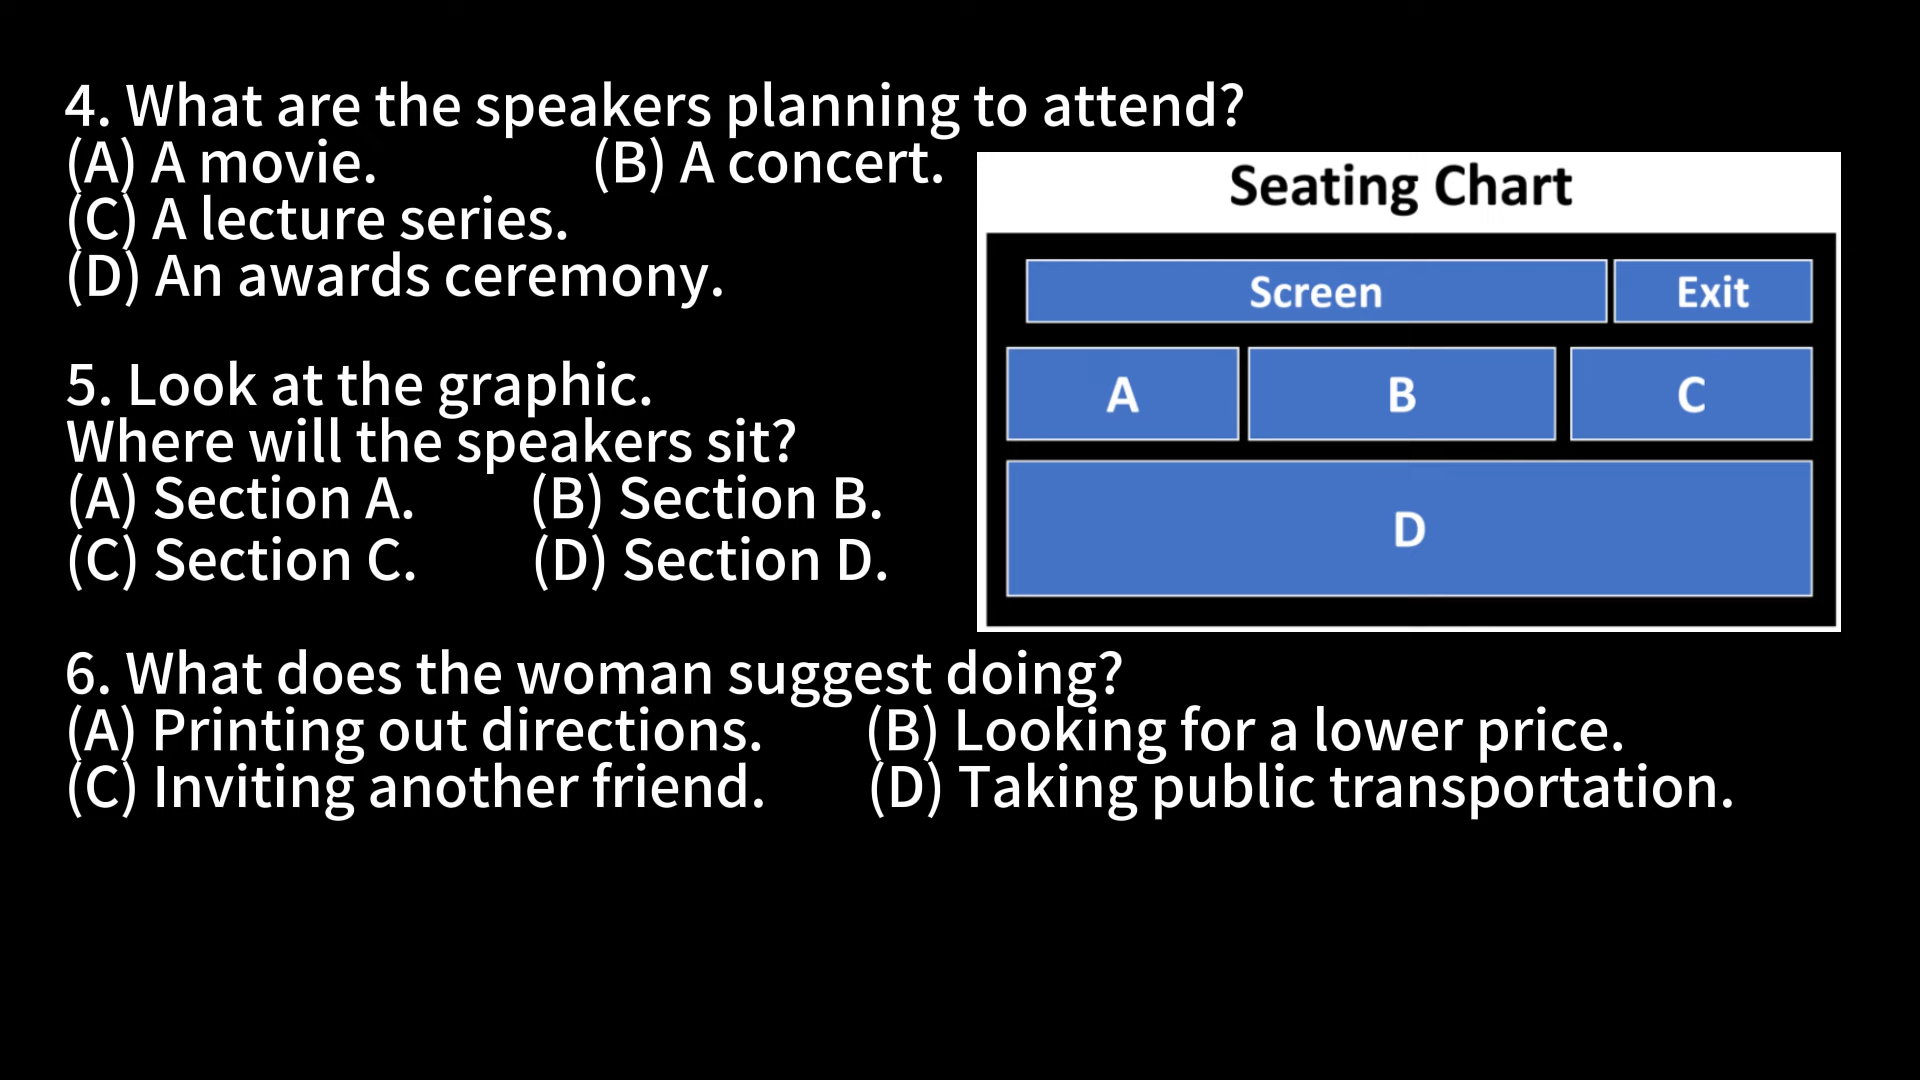 4. What are the speakers planning to attend?
(A) A movie. (B) A concert.
(C) A lecture series.
(D) An awards ceremony.
5. Look at the graphic.
Where will the speakers sit?
(A) Section A. (B) Section B.
(C) Section C. (D) Section D.
Seating Chart
Screen Exit
A B C
D
6. What does the woman suggest doing?
(A) Printing out directions. (B) Looking for a lower price.
(C) Inviting another friend. (D) Taking public transportation.